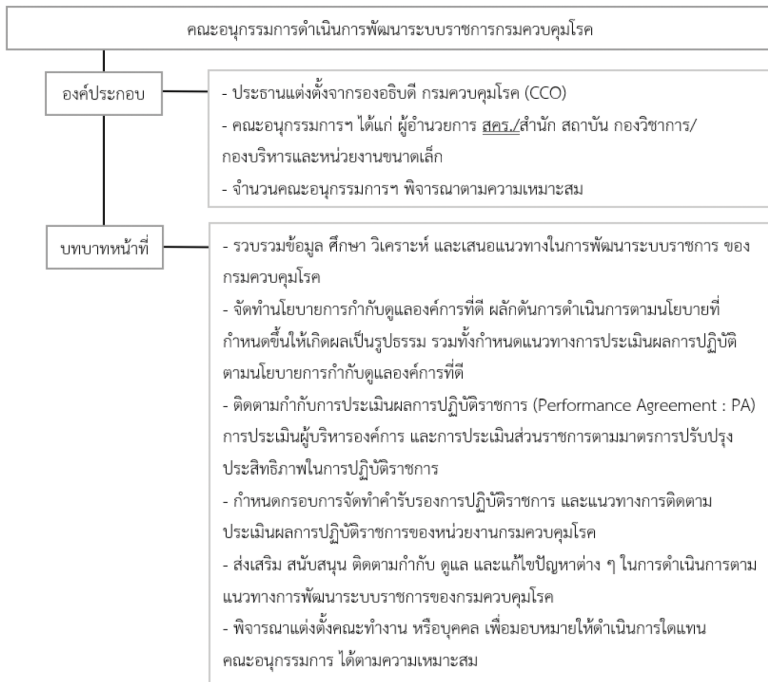 คณะอนุกรรมการดำเนินการพัฒนาระบบราชการกรมควบคุมโรค
องค์ประกอบ
- ประธานแต่งตั้งจากรองอธิบดี กรมควบคุมโรค (CCO)
- คณะอนุกรรมการฯ ได้แก่ ผู้อำนวยการ สคร./สำนัก สถาบัน กองวิชาการ/
กองบริหารและหน่วยงานขนาดเล็ก
- จำนวนคณะอนุกรรมการฯ พิจารณาตามความเหมาะสม
บทบาทหน้าที่
- รวบรวมข้อมูล ศึกษา วิเคราะห์ และเสนอแนวทางในการพัฒนาระบบราชการ ของ
กรมควบคุมโรค
- จัดทำนโยบายการกำกับดูแลองค์การที่ดี ผลักดันการดำเนินการตามนโยบายที่
กำหนดขึ้นให้เกิดผลเป็นรูปธรรม รวมทั้งกำหนดแนวทางการประเมินผลการปฏิบัติ
ตามนโยบายการกำกับดูแลองค์การที่ดี
- ติดตามกำกับการประเมินผลการปฏิบัติราชการ (Performance Agreement : PA)
การประเมินผู้บริหารองค์การ และการประเมินส่วนราชการตามมาตรการปรับปรุง
ประสิทธิภาพในการปฏิบัติราชการ
- กำหนดกรอบการจัดทำคำรับรองการปฏิบัติราชการ และแนวทางการติดตาม
ประเมินผลการปฏิบัติราชการของหน่วยงานกรมควบคุมโรค
- ส่งเสริม สนับสนุน ติดตามกำกับ ดูแล และแก้ไขปัญหาต่าง ๆ ในการดำเนินการตาม
แนวทางการพัฒนาระบบราชการของกรมควบคุมโรค
- พิจารณาแต่งตั้งคณะทำงาน หรือบุคคล เพื่อมอบหมายให้ดำเนินการใดแทน
คณะอนุกรรมการ ได้ตามความเหมาะสม